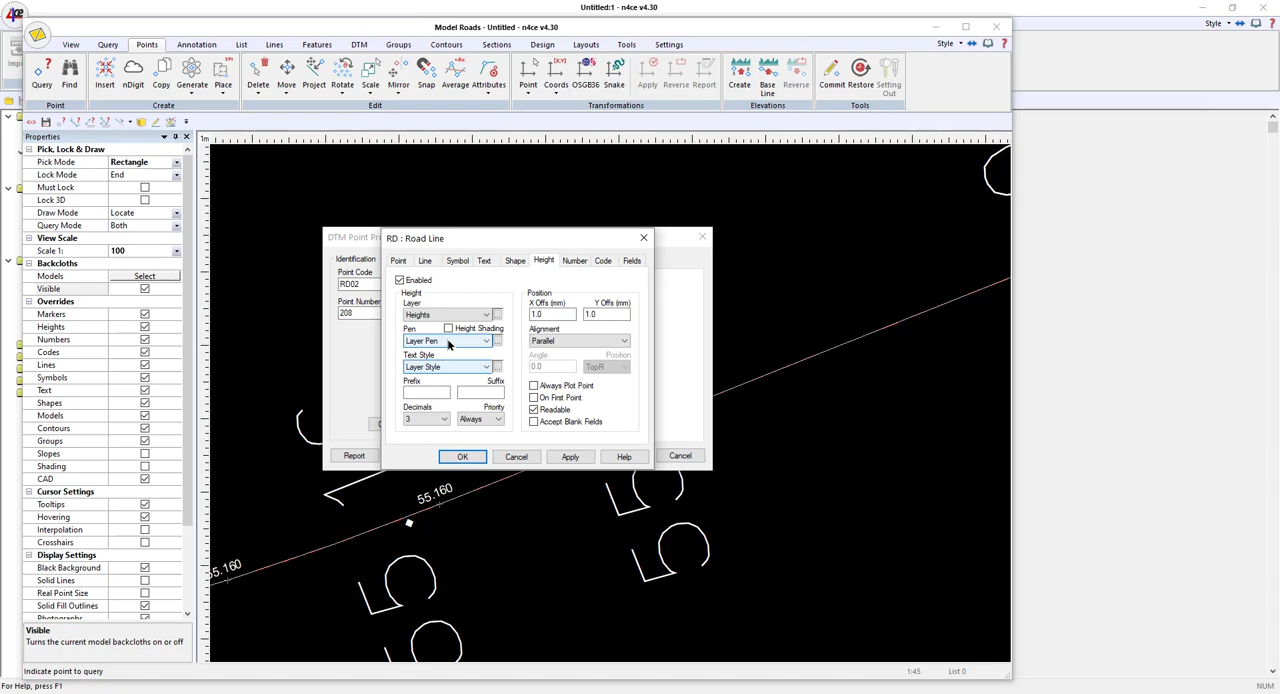 Untitled:1 - n4ce v4.30
Style
Model Roads - Untitled - n4ce v4.30
View Query Points Annotation List Lines Features DTM Groups Contours Sections Design Layouts Tools Settings
Style
Query Find Insert nDigit Copy Generate Place Delete Move Project Rotate Scale Mirror Snap Average Attributes Point Coords OSGB36 Snake Apply Reverse Report Create Base Line Reverse Commit Restore Setting Out
Point Create Edit Transformations Elevations Tools
Properties
1m
Pick, Lock & Draw
Pick Mode Rectangle
Lock Mode End
Must Lock
Lock 3D
Draw Mode Locate
Query Mode Both
View Scale
Scale 1: 100
Backcloths
Models Select
Visible
Overrides
Markers
Heights
Numbers
Codes
Lines
Symbols
Text
Shapes
Models
Contours
Groups
Slopes
Shading
CAD
Cursor Settings
Tooltips
Hovering
Interpolation
Crosshairs
Display Settings
Black Background
Solid Lines
Real Point Size
Solid Fill Outlines
Photographs
Visible
Turns the current model backcloths on or off
DTM Point Pr
Identification
Point Code
RD02
Point Number
208
Report
Cancel
RD : Road Line
Point Line Symbol Text Shape Height Number Code Fields
Enabled
Height
Layer
Heights
Pen Height Shading
Layer Pen
Text Style
Layer Style
Prefix Suffix
Decimals Priority
3 Always
Position
X Offs (mm) Y Offs (mm)
1.0 1.0
Alignment
Parallel
Angle Position
0.0 TopR
Always Plot Point
On First Point
Readable
Accept Blank Fields
OK Cancel Apply Help
55.160
55.160
5
5
5
5
Indicate point to query
1:45 List 0
For Help, press F1
NUM